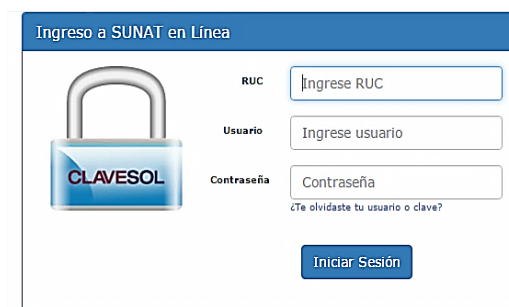 Ingreso a SUNAT en Línea
RUC
Ingrese RUC
Usuario
Ingrese usuario
CLAVESOL
Contraseña
Contraseña
¿Te olvidaste tu usuario o clave?
Iniciar Sesión